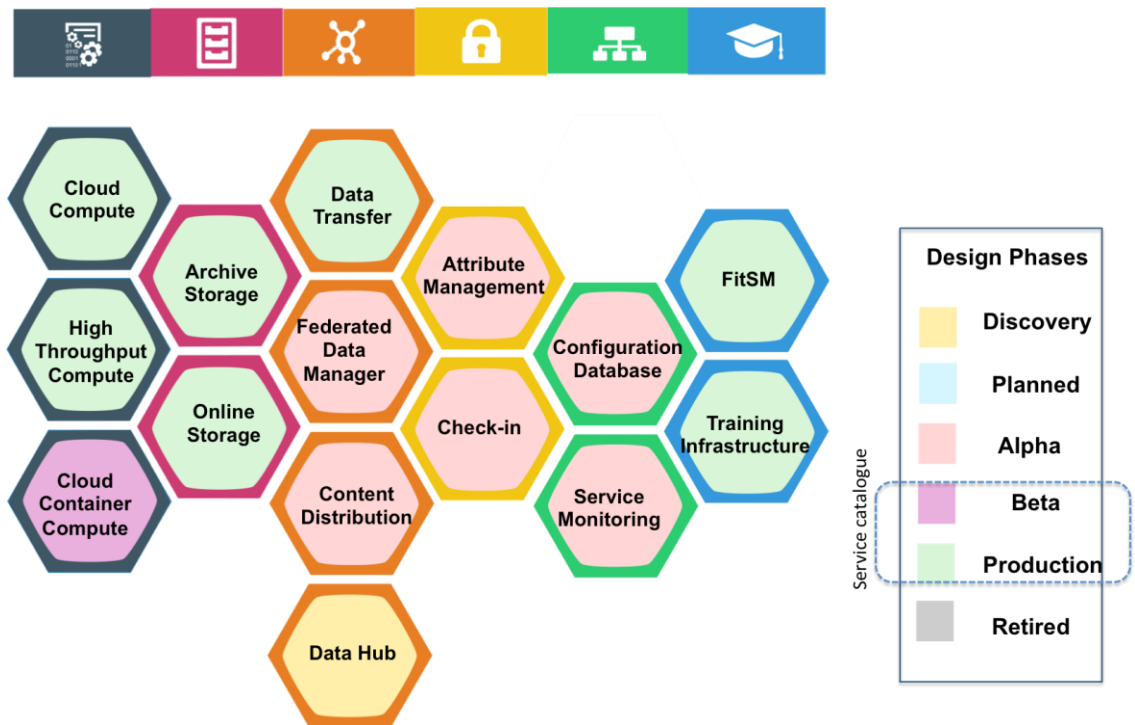 Cloud
Compute
High
Throughput
Compute
Cloud
Container
Compute
Archive
Storage
Online
Storage
Data
Transfer
Federated
Data
Manager
Content
Distribution
Data Hub
Attribute
Management
Check-in
Configuration
Database
Service
Monitoring
FitSM
Training
Infrastructure
Service catalogue
Design Phases
Discovery
Planned
Alpha
Beta
Production
Retired